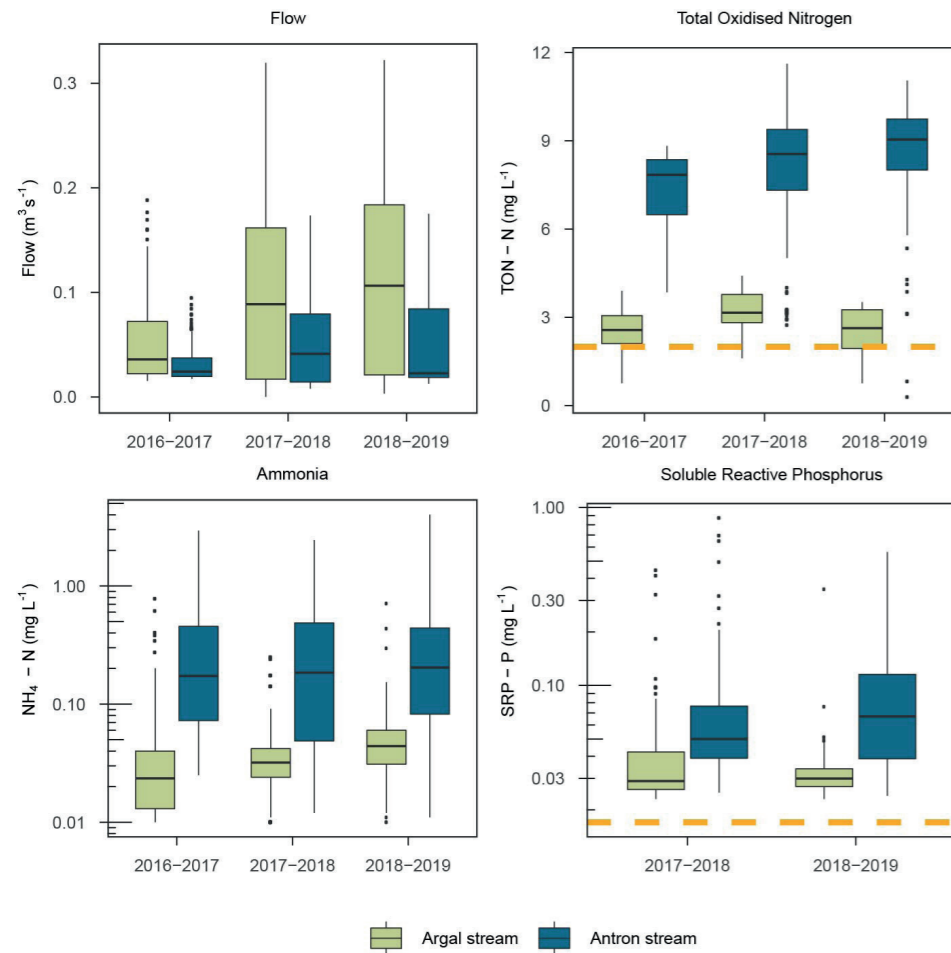 Flow
Total Oxidised Nitrogen
Flow (m³ s⁻¹)
0.3
0.2
0.1
0.0
2016−2017
2017−2018
2018−2019
TON − N (mg L⁻¹)
12
9
6
3
0
2016−2017
2017−2018
2018−2019
Ammonia
Soluble Reactive Phosphorus
NH₄ − N (mg L⁻¹)
1.00
0.10
0.01
2016−2017
2017−2018
2018−2019
SRP − P (mg L⁻¹)
1.00
0.30
0.10
0.03
2017−2018
2018−2019
Argal stream
Antron stream